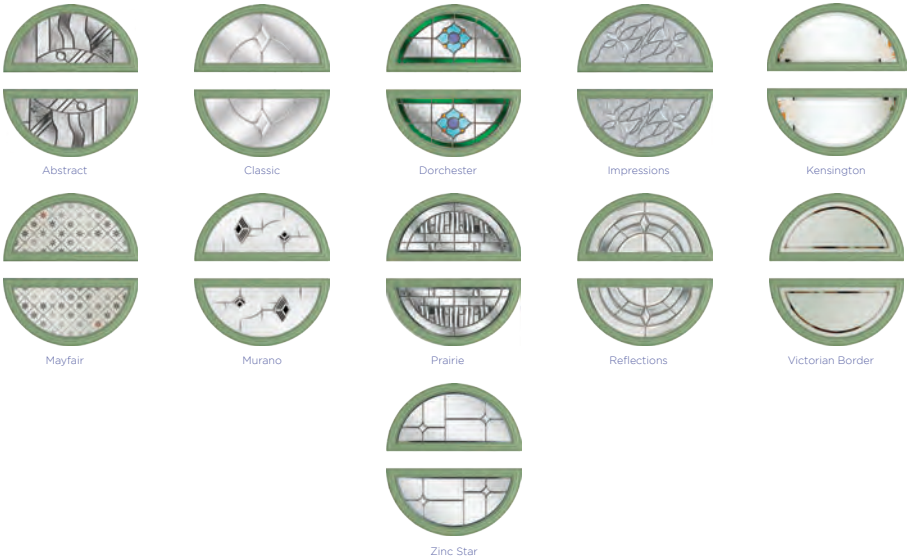 Abstract
Classic
Dorchester
Impressions
Kensington
Mayfair
Murano
Prairie
Reflections
Victorian Border
Zinc Star